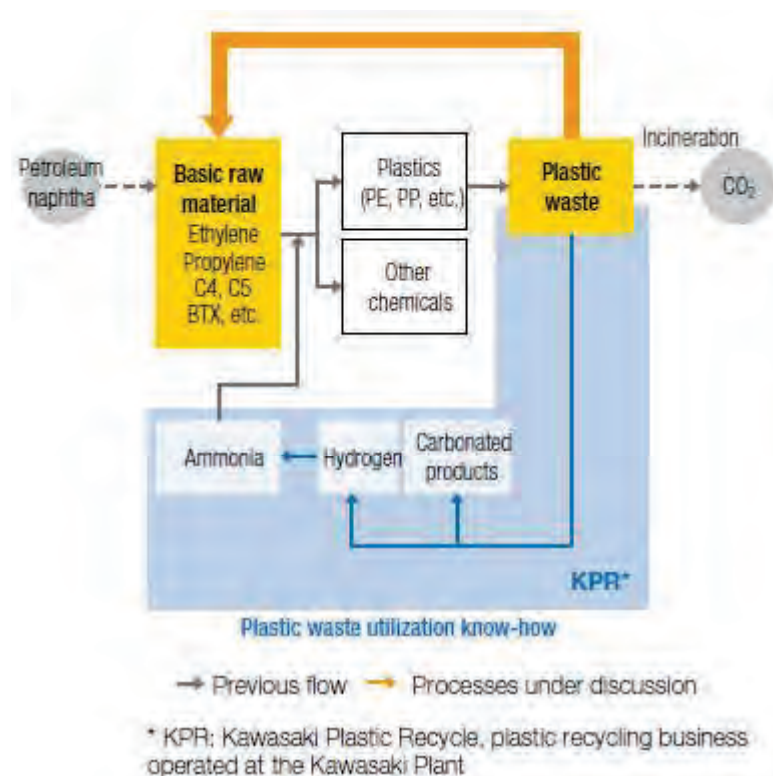 Petroleum
naphtha
Basic raw
material
Ethylene
Propylene
C4, C5
BTX, etc.
Plastics
(PE, PP, etc.)
Other
chemicals
Plastic
waste
Incineration
CO₂
Ammonia
Hydrogen
Carbonated
products
KPR*
Plastic waste utilization know-how
Previous flow
Processes under discussion
* KPR: Kawasaki Plastic Recycle, plastic recycling business
operated at the Kawasaki Plant